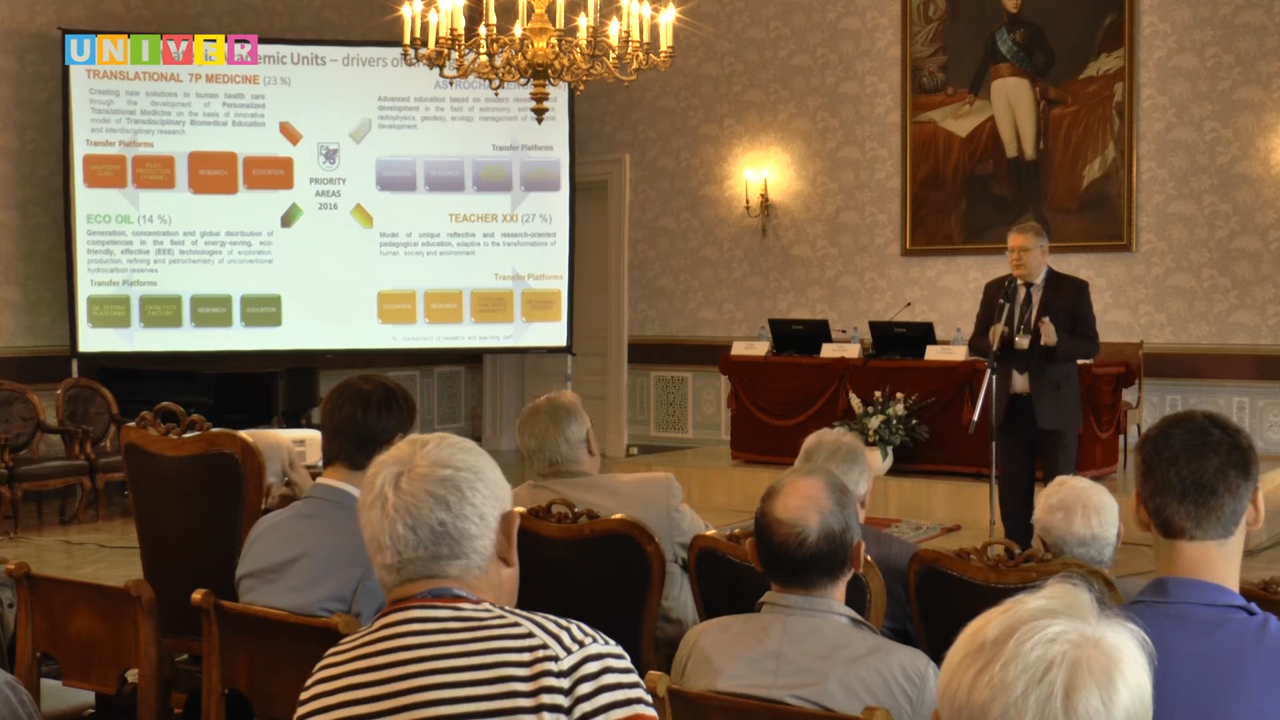 UNIVER
emic Units – drivers of
TRANSLATIONAL 7P MEDICINE (23 %)
Creating new solutions in human health care
through the development of Personalized
Translational Medicine on the basis of innovative
model of Transdisciplinary Biomedical Education
and interdisciplinary research.
Transfer Platforms
RESEARCH
EDUCATION
Advanced education based on modern
development in the field of astronomy
radiophysics, geodesy, ecology, management of
development.
Transfer Platforms
RESEARCH
PRIORITY
AREAS
2016
ECO OIL (14 %)
Generation, concentration and global distribution of
competences in the field of energy-saving, eco-
friendly, effective (EEE) technologies of exploration
production, refining and petrochemistry of unconventional
hydrocarbon reserves
Transfer Platforms
OIL TESTING
PLATFORMS
CATALYSTS
FACTORY
RESEARCH
EDUCATION
TEACHER XXI (27 %)
Model of unique reflective and research-oriented
pedagogical education, adaptive to the transformations of
human, society and environment.
Transfer Platforms
EDUCATION
RESEARCH